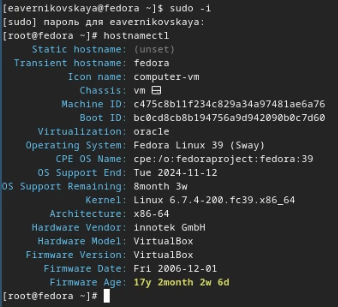 [eavernikovskaya@fedora ~]$ sudo -i
[sudo] пароль для eavernikovskaya:
[root@fedora ~]# hostnamectl
Static hostname: (unset)
Transient hostname: fedora
Icon name: computer-vm
Chassis: vm 🖴
Machine ID: c475c8b11f234c829a34a97481ae6a76
Boot ID: bc0cd8cb8b194756a9d942090b0c7d60
Virtualization: oracle
Operating System: Fedora Linux 39 (Sway)
CPE OS Name: cpe:/o:fedoraproject:fedora:39
OS Support End: Tue 2024-11-12
OS Support Remaining: 8month 3w
Kernel: Linux 6.7.4-200.fc39.x86_64
Architecture: x86-64
Hardware Vendor: innotek GmbH
Hardware Model: VirtualBox
Firmware Version: VirtualBox
Firmware Date: Fri 2006-12-01
Firmware Age: 17y 2month 2w 6d
[root@fedora ~]#